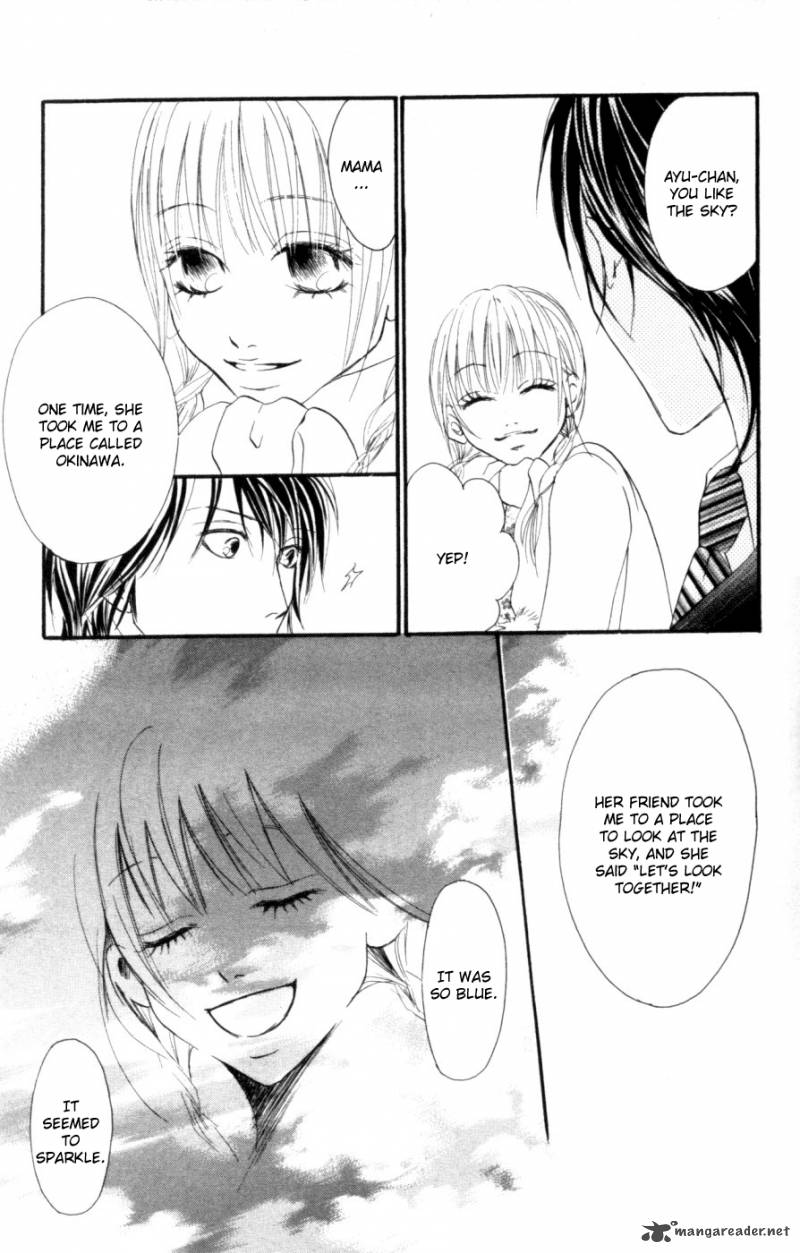 AYU-CHAN,
YOU LIKE
THE SKY?
YEP!
MAMA
...
ONE TIME, SHE
TOOK ME TO A
PLACE CALLED
OKINAWA.
HER FRIEND TOOK
ME TO A PLACE
TO LOOK AT THE
SKY, AND SHE
SAID "LET'S LOOK
TOGETHER!"
IT WAS
SO BLUE.
IT
SEEMED
TO
SPARKLE.
mangareader.net